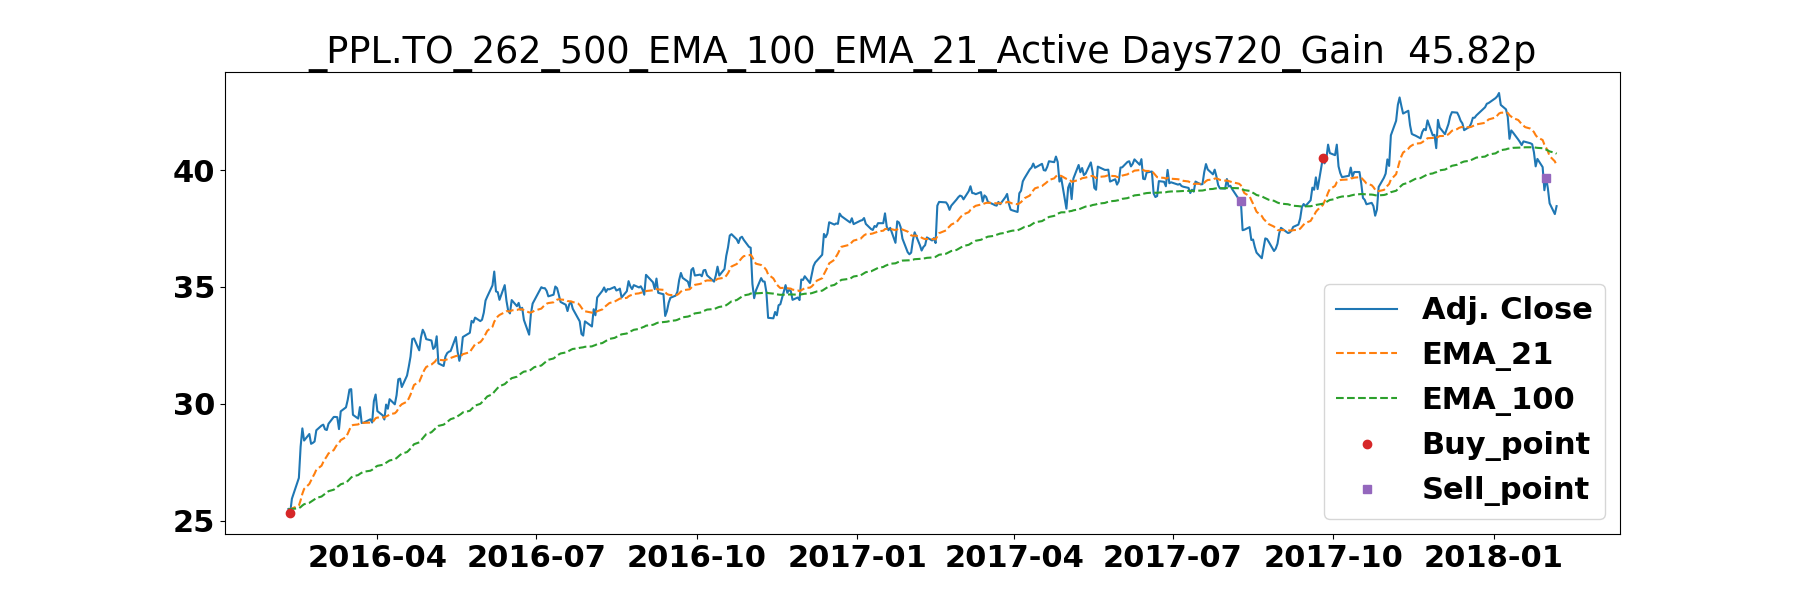 _PPL.TO_262_500_EMA_100_EMA_21_Active Days720_Gain  45.82p
40
35
30
25
Adj. Close
EMA_21
EMA_100
Buy_point
Sell_point
2016-04 2016-07 2016-10 2017-01 2017-04 2017-07 2017-10 2018-01